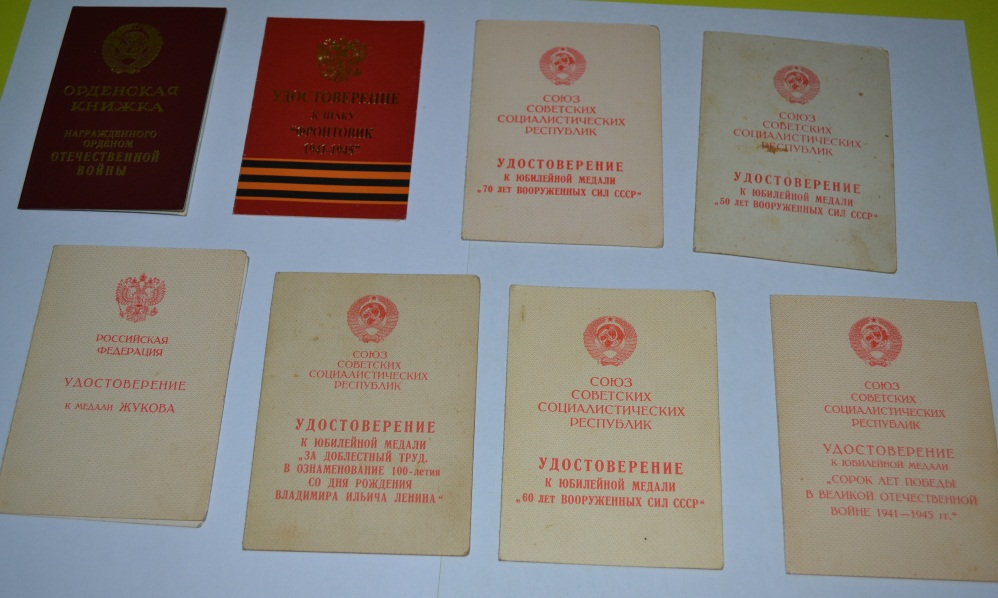 ОРДЕНСКАЯ
КНИЖКА
НАГРАЖДЕННОГО
ОРДЕНОМ
ОТЕЧЕСТВЕННОЙ
ВОЙНЫ
УДОСТОВЕРЕНИЕ
К ЗНАКУ
"ФРОНТОВИК
1941-1945"
СОЮЗ
СОВЕТСКИХ
СОЦИАЛИСТИЧЕСКИХ
РЕСПУБЛИК
УДОСТОВЕРЕНИЕ
К ЮБИЛЕЙНОЙ МЕДАЛИ
„70 ЛЕТ ВООРУЖЕННЫХ СИЛ СССР“
СОЮЗ
СОВЕТСКИХ
СОЦИАЛИСТИЧЕСКИХ
РЕСПУБЛИК
УДОСТОВЕРЕНИЕ
К ЮБИЛЕЙНОЙ МЕДАЛИ
„50 ЛЕТ ВООРУЖЕННЫХ СИЛ СССР“
РОССИЙСКАЯ
ФЕДЕРАЦИЯ
УДОСТОВЕРЕНИЕ
К МЕДАЛИ ЖУКОВА
СОЮЗ
СОВЕТСКИХ
СОЦИАЛИСТИЧЕСКИХ
РЕСПУБЛИК
УДОСТОВЕРЕНИЕ
К ЮБИЛЕЙНОЙ МЕДАЛИ
„ЗА ДОБЛЕСТНЫЙ ТРУД.
В ОЗНАМЕНОВАНИЕ 100-летия
СО ДНЯ РОЖДЕНИЯ
ВЛАДИМИРА ИЛЬИЧА ЛЕНИНА“
СОЮЗ
СОВЕТСКИХ
СОЦИАЛИСТИЧЕСКИХ
РЕСПУБЛИК
УДОСТОВЕРЕНИЕ
К ЮБИЛЕЙНОЙ МЕДАЛИ
„60 ЛЕТ ВООРУЖЕННЫХ СИЛ СССР“
СОЮЗ
СОВЕТСКИХ
СОЦИАЛИСТИЧЕСКИХ
РЕСПУБЛИК
УДОСТОВЕРЕНИЕ
К ЮБИЛЕЙНОЙ МЕДАЛИ
„СОРОК ЛЕТ ПОБЕДЫ
В ВЕЛИКОЙ ОТЕЧЕСТВЕННОЙ
ВОЙНЕ 1941—1945 гг.“